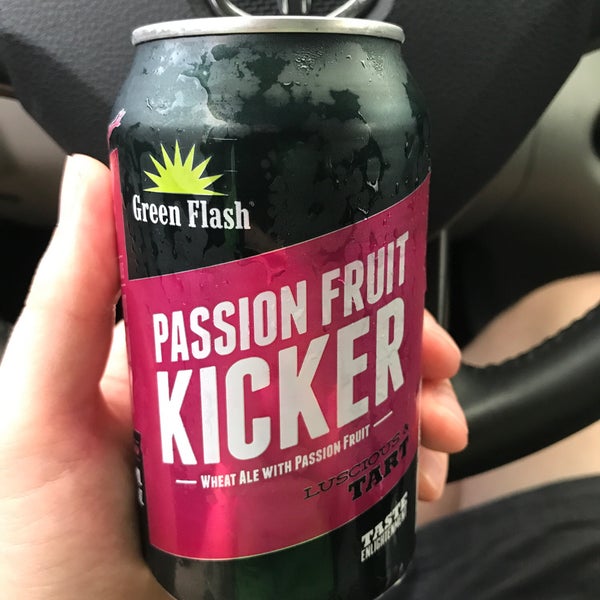 Green Flash
PASSION FRUIT
KICKER
WHEAT ALE WITH PASSION FRUIT
LUSCIOUS &
TART
TASTE